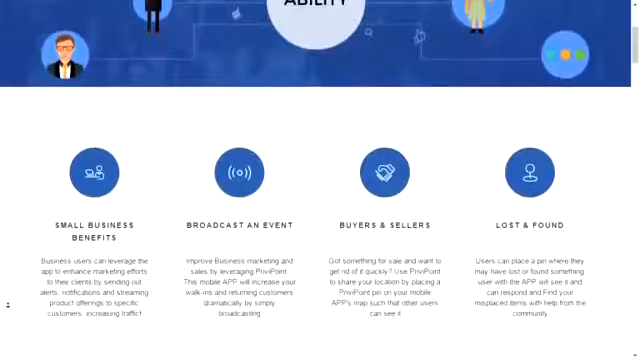 ABILITY
SMALL BUSINESS
BENEFITS
Business users can leverage the
app to enhance marketing efforts
to their clients by sending out
alerts, notifications and streaming
product offerings to specific
customers, increasing traffic!
BROADCAST AN EVENT
Improve Business marketing and
sales by leveraging PriviPoint.
This mobile APP will increase your
walk-ins and returning customers
dramatically by simply
broadcasting
BUYERS & SELLERS
Got something for sale and want to
get rid of it quickly? Use PriviPoint
to share your location by placing a
PriviPoint pin on your mobile
APP's map such that other users
can see it
LOST & FOUND
Users can place a pin where they
may have lost or found something
user with the APP will see it and
can respond and Find your
misplaced items with help from the
community